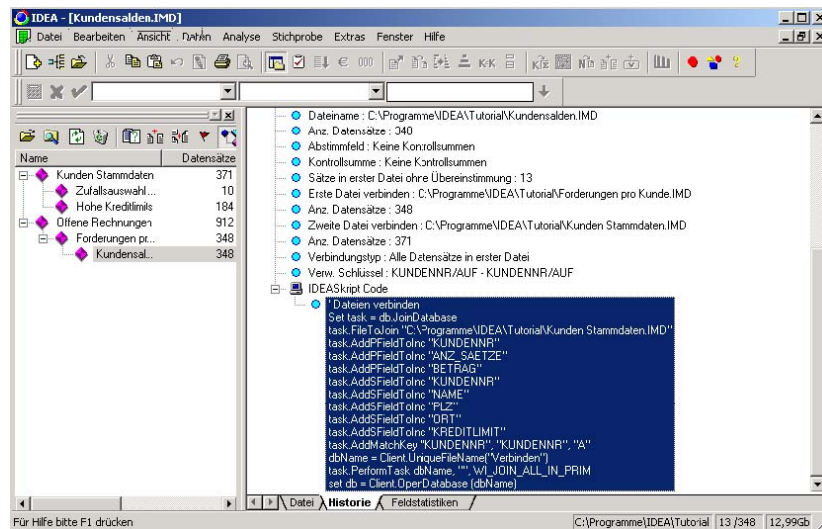 IDEA - [Kundensalden.IMD]
Datei Bearbeiten Ansicht Daten Analyse Stichprobe Extras Fenster Hilfe
Name Datensätze
Kunden Stammdaten 371
Zufallsauswahl... 10
Hohe Kreditlimits 184
Offene Rechnungen 912
Forderungen pr... 348
Kundensal... 348
Dateiname : C:\Programme\IDEA\Tutorial\Kundensalden.IMD
Anz. Datensätze : 340
Abstimmfeld : Keine Kontrollsummen
Kontrollsumme : Keine Kontrollsummen
Sätze in erster Datei ohne Übereinstimmung : 13
Erste Datei verbinden : C:\Programme\IDEA\Tutorial\Forderungen pro Kunde.IMD
Anz. Datensätze : 348
Zweite Datei verbinden : C:\Programme\IDEA\Tutorial\Kunden Stammdaten.IMD
Anz. Datensätze : 371
Verbindungstyp : Alle Datensätze in erster Datei
Verw. Schlüssel : KUNDENNR/AUF - KUNDENNR/AUF
IDEASkript Code
' Dateien verbinden
Set task = db.JoinDatabase
task.FileToJoin "C:\Programme\IDEA\Tutorial\Kunden Stammdaten.IMD"
task.AddPFieldToInc "KUNDENNR"
task.AddPFieldToInc "ANZ_SAETZE"
task.AddPFieldToInc "BETRAG"
task.AddSFieldToInc "KUNDENNR"
task.AddSFieldToInc "NAME"
task.AddSFieldToInc "PLZ"
task.AddSFieldToInc "ORT"
task.AddSFieldToInc "KREDITLIMIT"
task.AddMatchKey "KUNDENNR", "KUNDENNR", "A"
dbName = Client.UniqueFileName("Verbinden")
task.PerformTask dbName, "", WI_JOIN_ALL_IN_PRIM
set db = Client.OpenDatabase (dbName)
Datei Historie Feldstatistiken
Für Hilfe bitte F1 drücken C:\Programme\IDEA\Tutorial 13 /348 12,99Gb